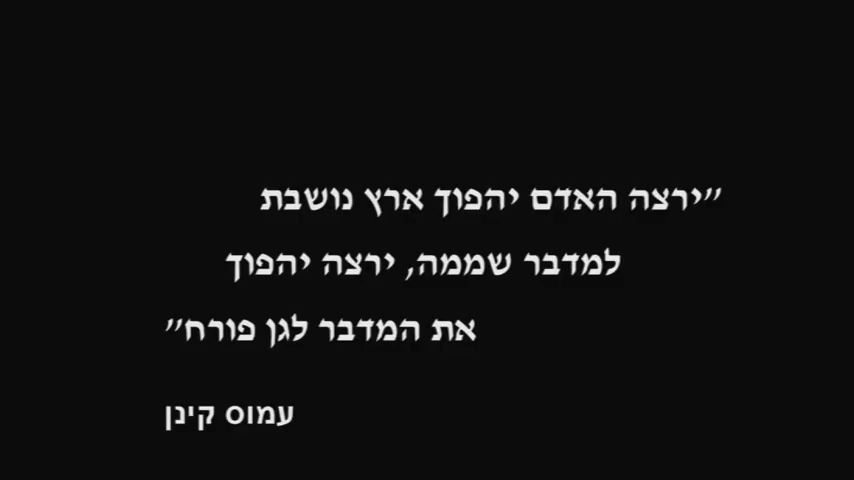 "ירצה האדם יהפוך ארץ נושבת
למדבר שממה, ירצה יהפוך
את המדבר לגן פורח"
עמוס קינן